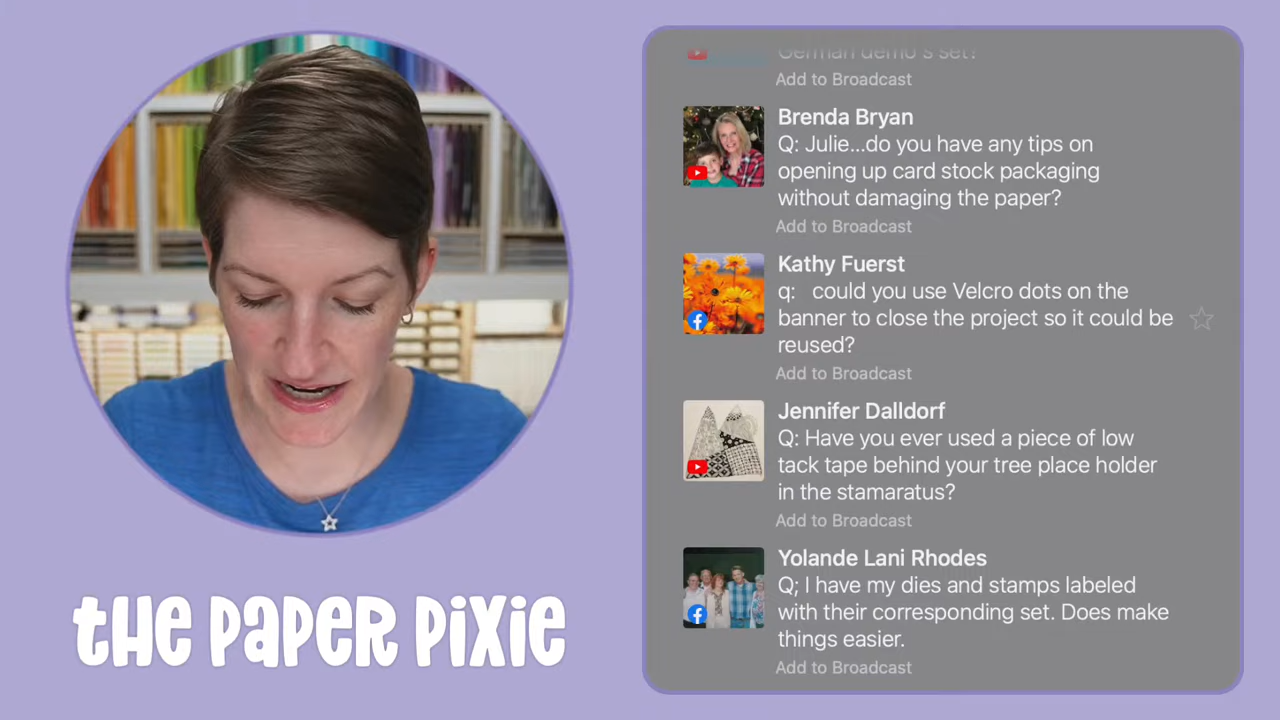 German demo's set?
Add to Broadcast
Brenda Bryan
Q: Julie...do you have any tips on
opening up card stock packaging
without damaging the paper?
Add to Broadcast
Kathy Fuerst
q: could you use Velcro dots on the
banner to close the project so it could be
reused?
Add to Broadcast
Jennifer Dalldorf
Q: Have you ever used a piece of low
tack tape behind your tree place holder
in the stamaratus?
Add to Broadcast
Yolande Lani Rhodes
Q; I have my dies and stamps labeled
with their corresponding set. Does make
things easier.
Add to Broadcast
the paper pixie